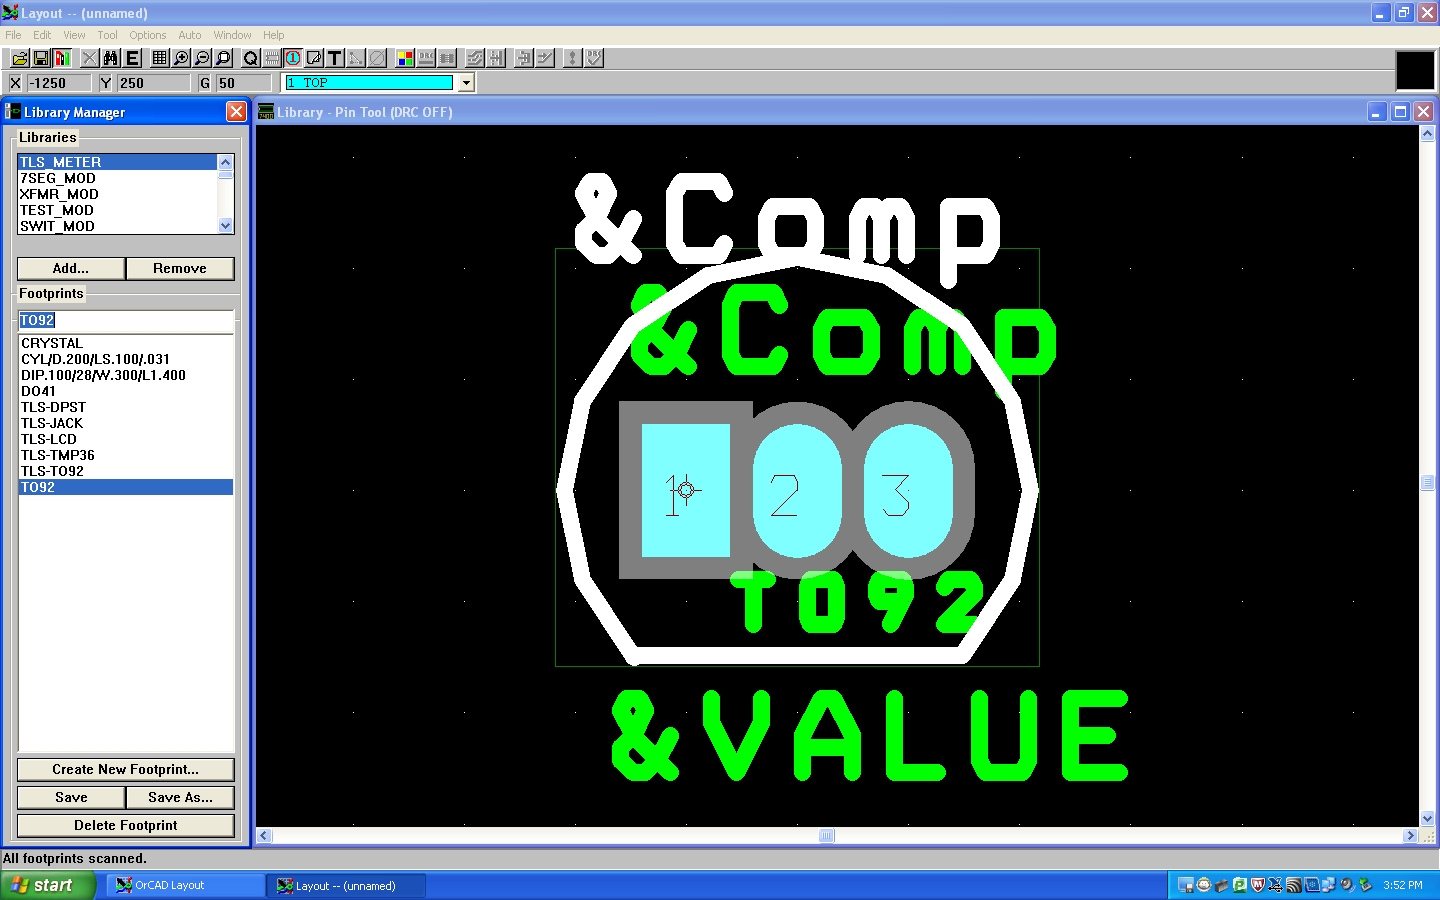 Layout -- (unnamed)
File Edit View Tool Options Auto Window Help
X -1250 Y 250 G 50 1 TOP
Library Manager
Library - Pin Tool (DRC OFF)
Libraries
TLS_METER
7SEG_MOD
XFMR_MOD
TEST_MOD
SWIT_MOD
Add... Remove
Footprints
TO92
CRYSTAL
CYL/D.200/LS.100/.031
DIP.100/28/W.300/L1.400
DO41
TLS-DPST
TLS-JACK
TLS-LCD
TLS-TMP36
TLS-TO92
TO92
Create New Footprint...
Save Save As...
Delete Footprint
&Comp
&Comp
1 2 3
TO92
&VALUE
All footprints scanned.
start OrCAD Layout Layout -- (unnamed) 3:52 PM